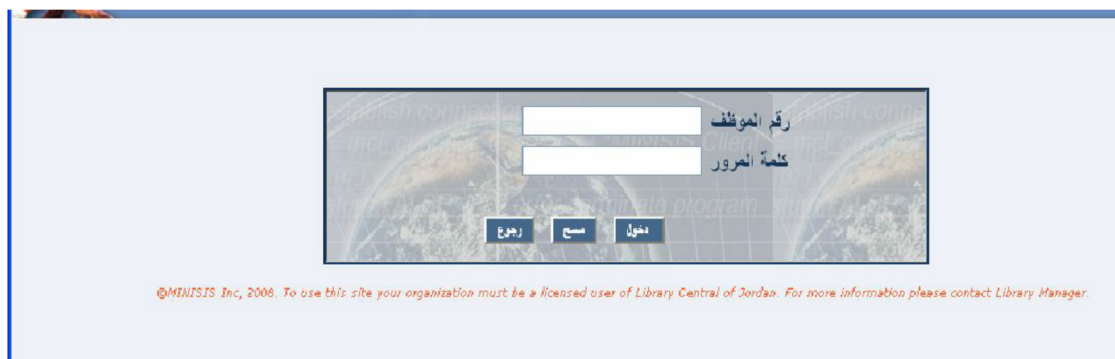 رقم الموظف
كلمة المرور
دخول مسح رجوع
©MINISIS Inc, 2008. To use this site your organization must be a licensed user of Library Central of Jordan. For more information please contact Library Manager.